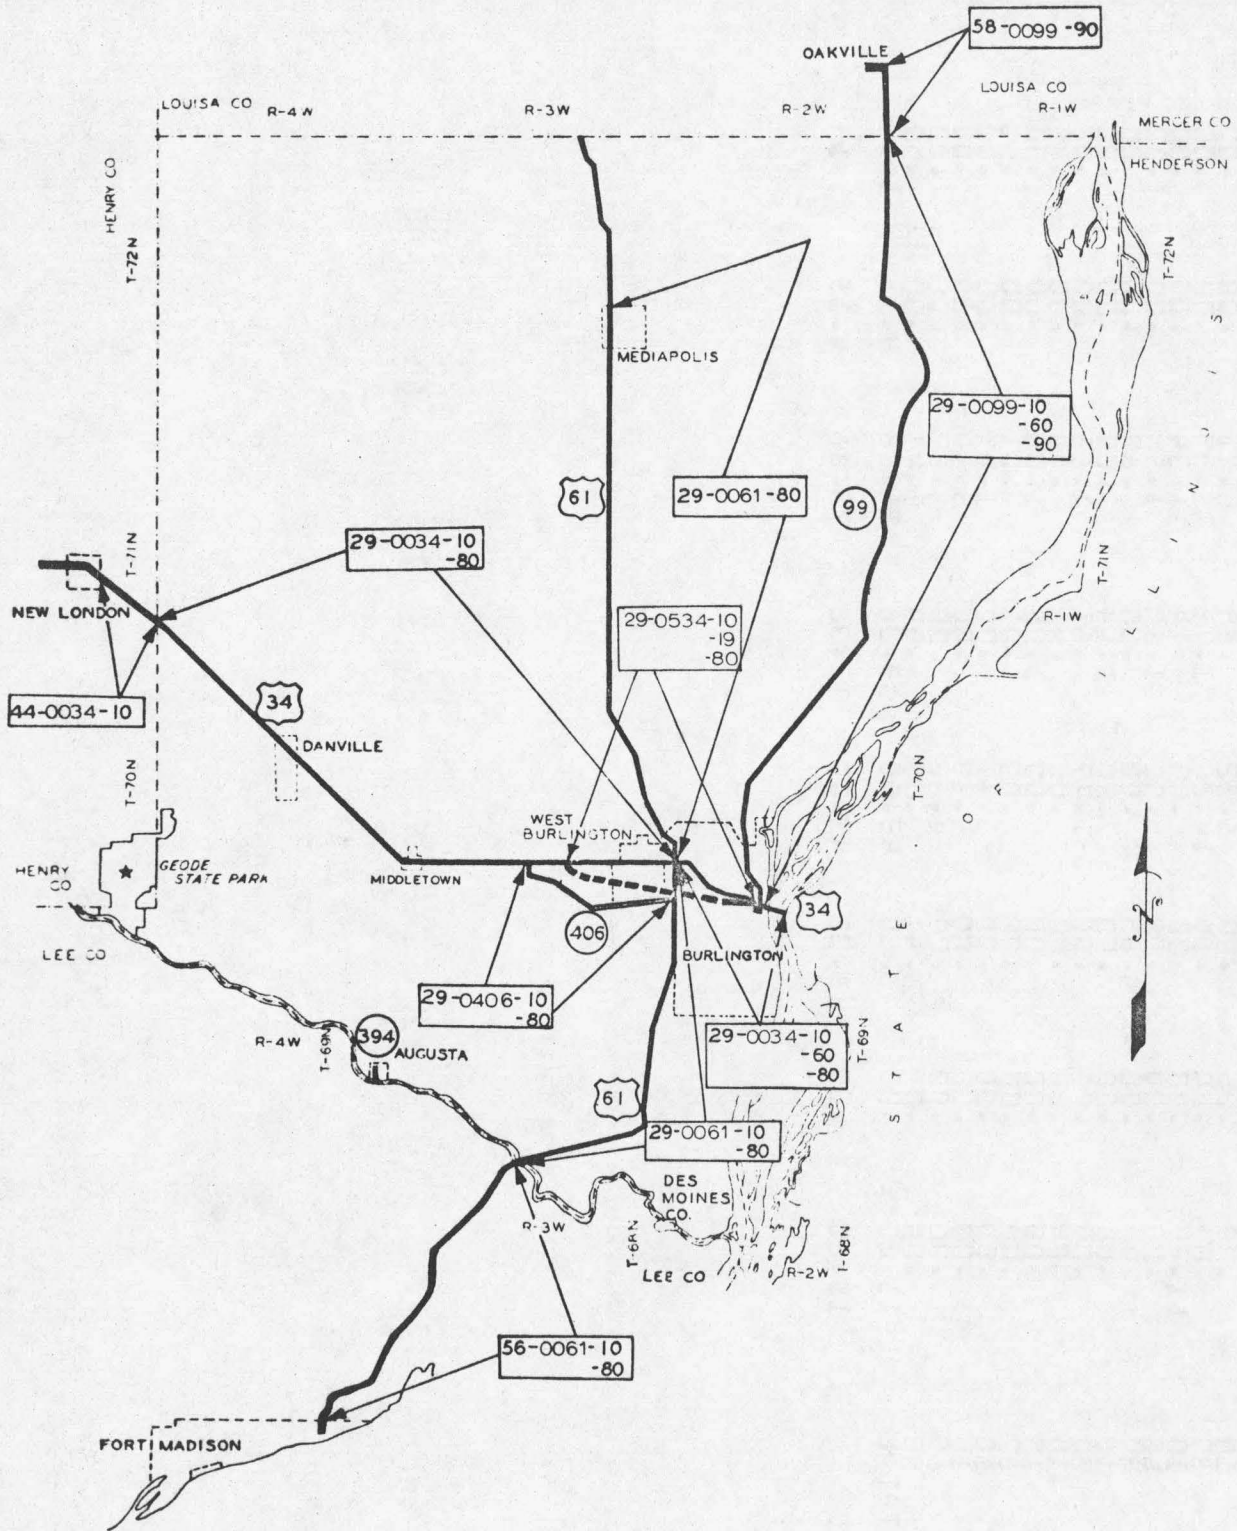 58-0099-90
OAKVILLE
LOUISA CO
R-4W
R-3W
R-2W
LOUISA CO
R-1W
MERCER CO
HENDERSON
HENRY CO
T-72N
T-72N
MEDIAPOLIS
29-0099-10
-60
-90
61
29-0061-80
99
29-0034-10
-80
T-71N
T-71N
NEW LONDON
29-0534-10
-19
-80
R-1W
44-0034-10
34
DANVILLE
T-70N
T-70N
WEST
BURLINGTON
GEODE
STATE PARK
HENRY
CO
MIDDLETOWN
34
406
LEE CO
BURLINGTON
29-0406-10
-80
29-0034-10
-60
-80
R-4W
T-69N
394
AUGUSTA
T-69N
STATE OF ILLINOIS
N
61
29-0061-10
-80
DES
MOINES
CO.
R-3W
T-68N
T-68N
LEE CO
R-2W
56-0061-10
-80
FORT MADISON